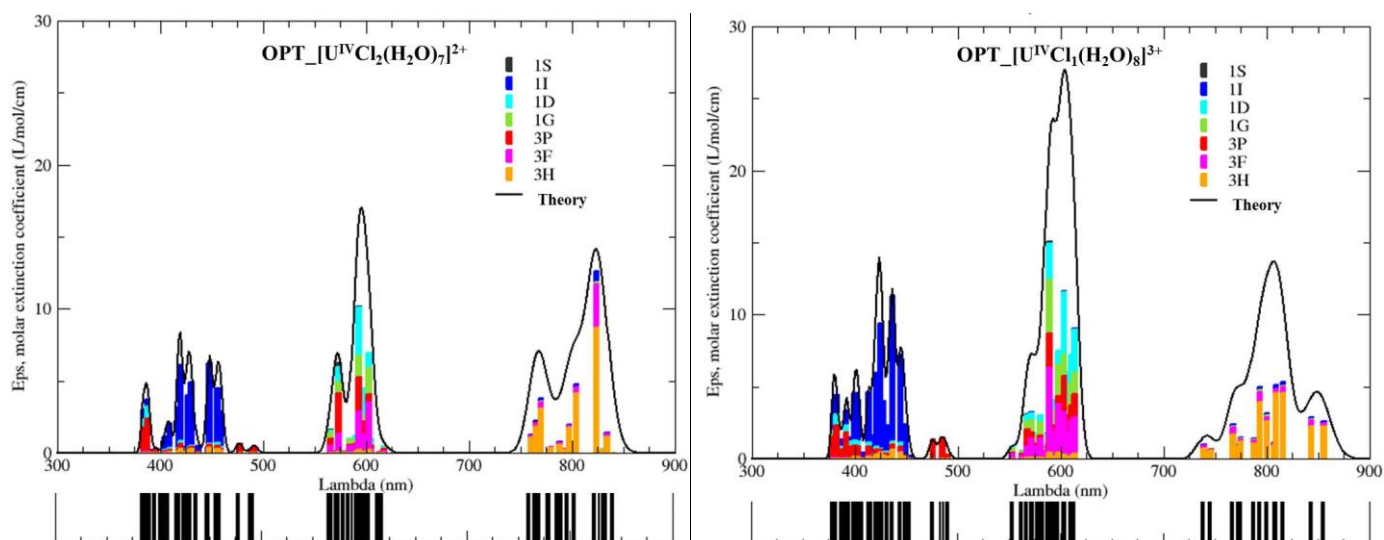 OPT_[UIVCl2(H2O)7]2+
30
20
10
0
Eps, molar extinction coefficient (L/mol/cm)
1S
1I
1D
1G
3P
3F
3H
Theory
300 400 500 600 700 800 900
Lambda (nm)
OPT_[UIVCl1(H2O)8]3+
30
20
10
0
Eps, molar extinction coefficient (L/mol/cm)
1S
1I
1D
1G
3P
3F
3H
Theory
300 400 500 600 700 800 900
Lambda (nm)